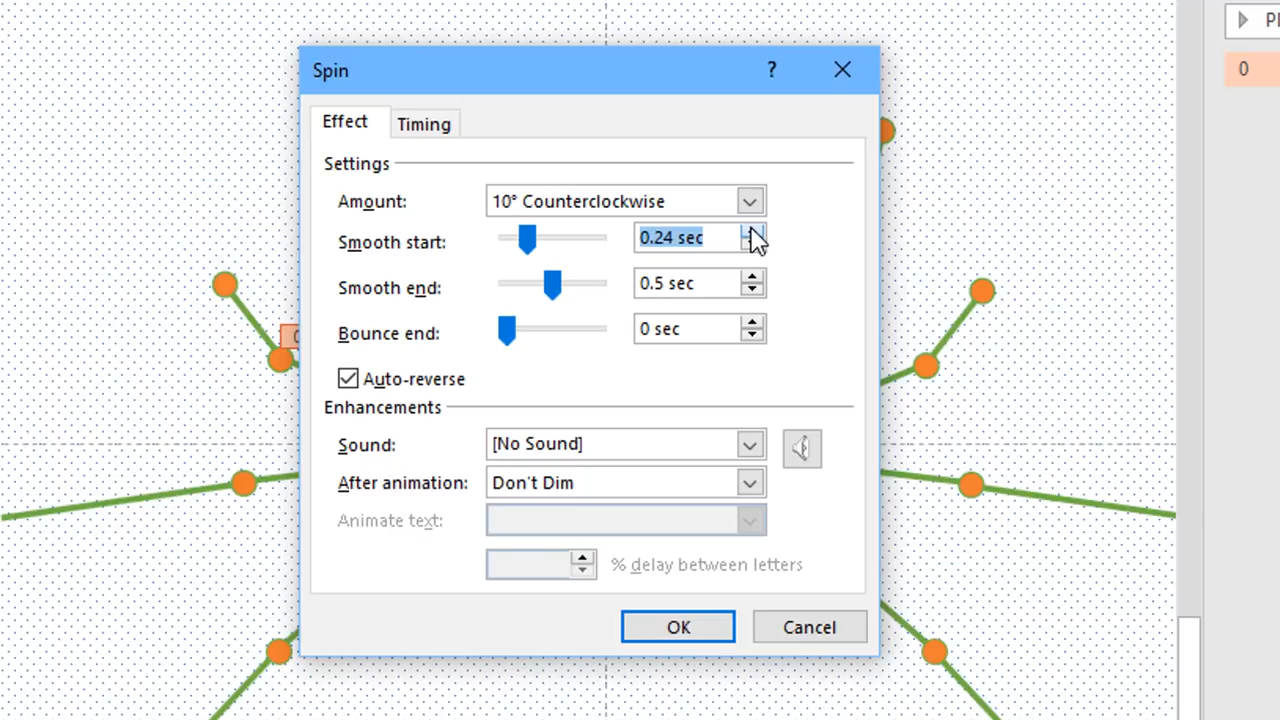 Pl
0
Spin
?
Effect
Timing
Settings
Amount:
10° Counterclockwise
Smooth start:
0.24 sec
Smooth end:
0.5 sec
Bounce end:
0 sec
Auto-reverse
Enhancements
Sound:
[No Sound]
After animation:
Don't Dim
Animate text:
% delay between letters
OK
Cancel